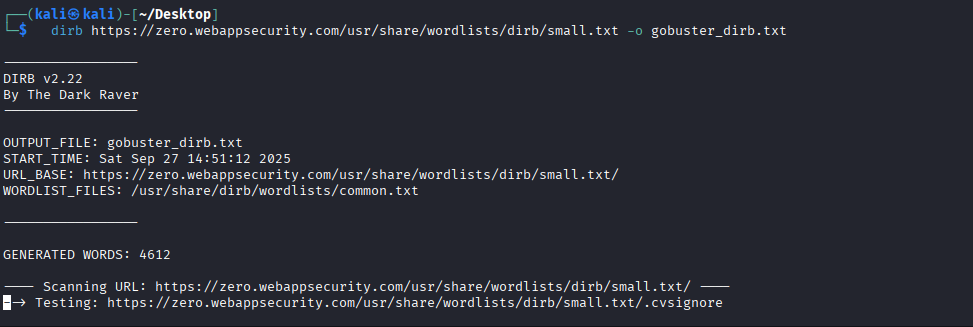 ┌──(kali㉿kali)-[~/Desktop]
└─$ dirb https://zero.webappsecurity.com/usr/share/wordlists/dirb/small.txt -o gobuster_dirb.txt
-----------------
DIRB v2.22
By The Dark Raver
-----------------
OUTPUT_FILE: gobuster_dirb.txt
START_TIME: Sat Sep 27 14:51:12 2025
URL_BASE: https://zero.webappsecurity.com/usr/share/wordlists/dirb/small.txt/
WORDLIST_FILES: /usr/share/dirb/wordlists/common.txt
-----------------
GENERATED WORDS: 4612
---- Scanning URL: https://zero.webappsecurity.com/usr/share/wordlists/dirb/small.txt/ ----
--> Testing: https://zero.webappsecurity.com/usr/share/wordlists/dirb/small.txt/.cvsignore